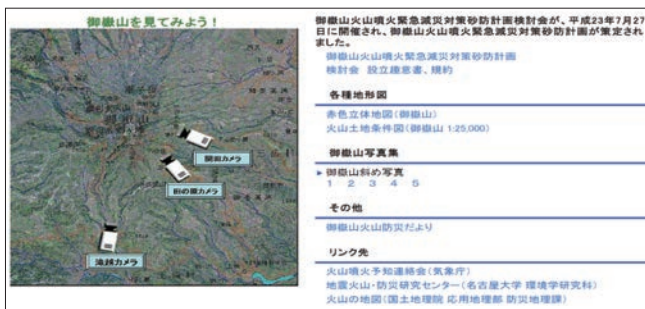 御嶽山を見てみよう！
開田カメラ
滝越カメラ
御嶽山火山噴火緊急減災対策砂防計画検討会が、平成23年7月27
日に開催され、御嶽山火山噴火緊急減災対策砂防計画が策定され
ました。
御嶽山火山噴火緊急減災対策砂防計画
検討会 設立趣意書、規約
各種地形図
赤色立体地図（御嶽山）
火山土地条件図（御嶽山 1:25,000）
御嶽山写真集
御嶽山斜め写真
1 2 3 4 5
その他
御嶽山火山防災だより
リンク先
火山噴火予知連絡会（気象庁）
地震火山・防災研究センター（名古屋大学 環境学研究科）
火山の地図（国土地理院 応用地理部 防災地理課）